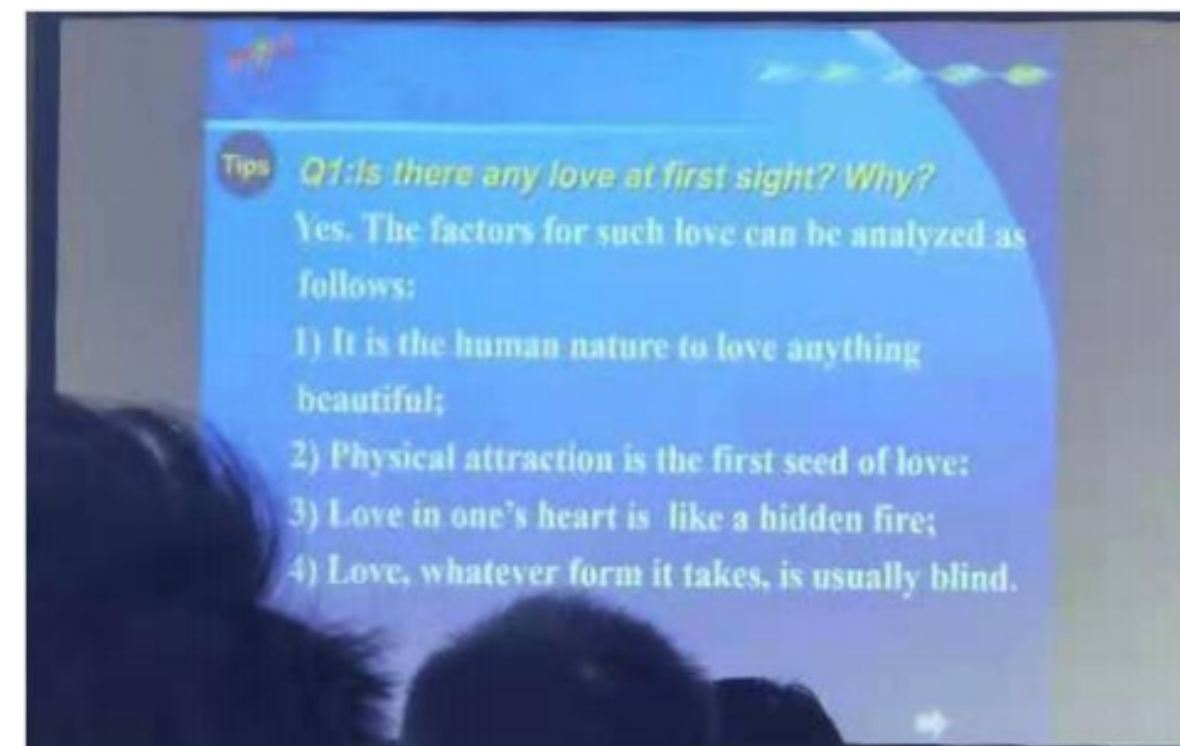 Tips
Q1:Is there any love at first sight? Why?
Yes. The factors for such love can be analyzed as
follows:
1) It is the human nature to love anything
beautiful;
2) Physical attraction is the first seed of love;
3) Love in one's heart is like a hidden fire;
4) Love, whatever form it takes, is usually blind.